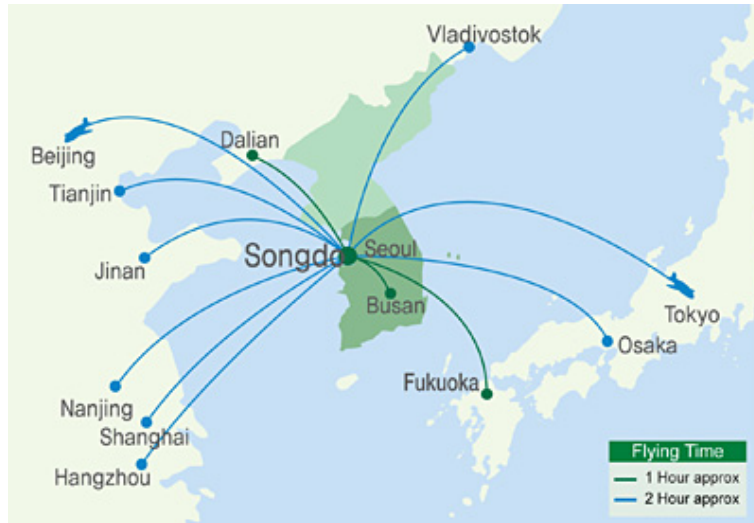 Vladivostok
Dalian
Beijing
Tianjin
Songdo
Seoul
Jinan
Busan
Tokyo
Osaka
Fukuoka
Nanjing
Shanghai
Hangzhou
Flying Time
1 Hour approx
2 Hour approx